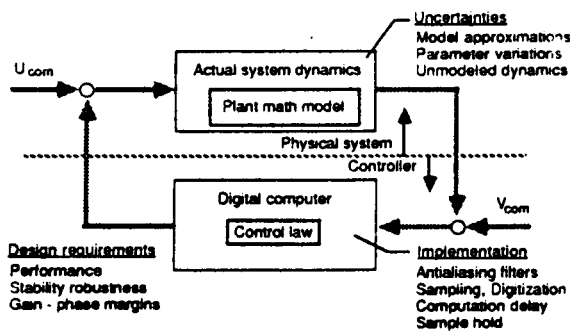 Uncertainties
Model approximations
Parameter variations
Unmodeled dynamics
U com
Actual system dynamics
Plant math model
Physical system
Controller
Digital computer
Control law
V com
Design requirements
Performance
Stability robustness
Gain - phase margins
Implementation
Antialiasing filters
Sampling, Digitization
Computation delay
Sample hold